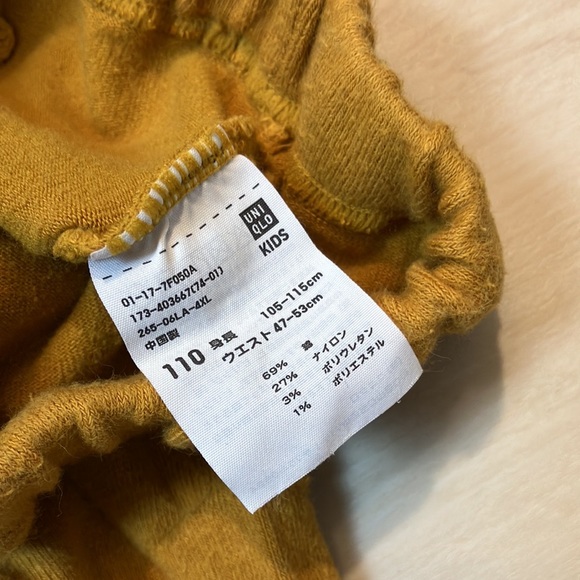 UNI
QLO
KIDS
01-17-7F050A
173-403667(74-01)
265-06LA-4XL
中国製
110 身長 105-115cm
ウエスト 47-53cm
69% 綿
27% ナイロン
3% ポリウレタン
1% ポリエステル